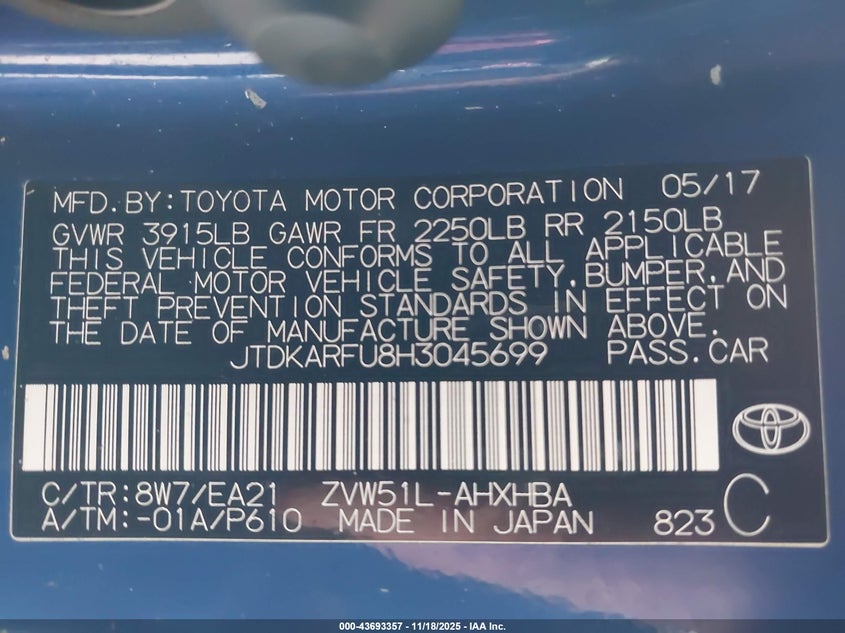 MFD. BY: TOYOTA MOTOR CORPORATION 05/17
GVWR 3915LB GAWR FR 2250LB RR 2150LB
THIS VEHICLE CONFORMS TO ALL APPLICABLE
FEDERAL MOTOR VEHICLE SAFETY, BUMPER, AND
THEFT PREVENTION STANDARDS IN EFFECT ON
THE DATE OF MANUFACTURE SHOWN ABOVE.
JTDKARFU8H3045699 PASS. CAR
C/TR: 8W7/EA21 ZVW51L-AHXHBA
A/TM: -01A/P610 MADE IN JAPAN 823 C
000-43693357 - 11/18/2025 - IAA Inc.